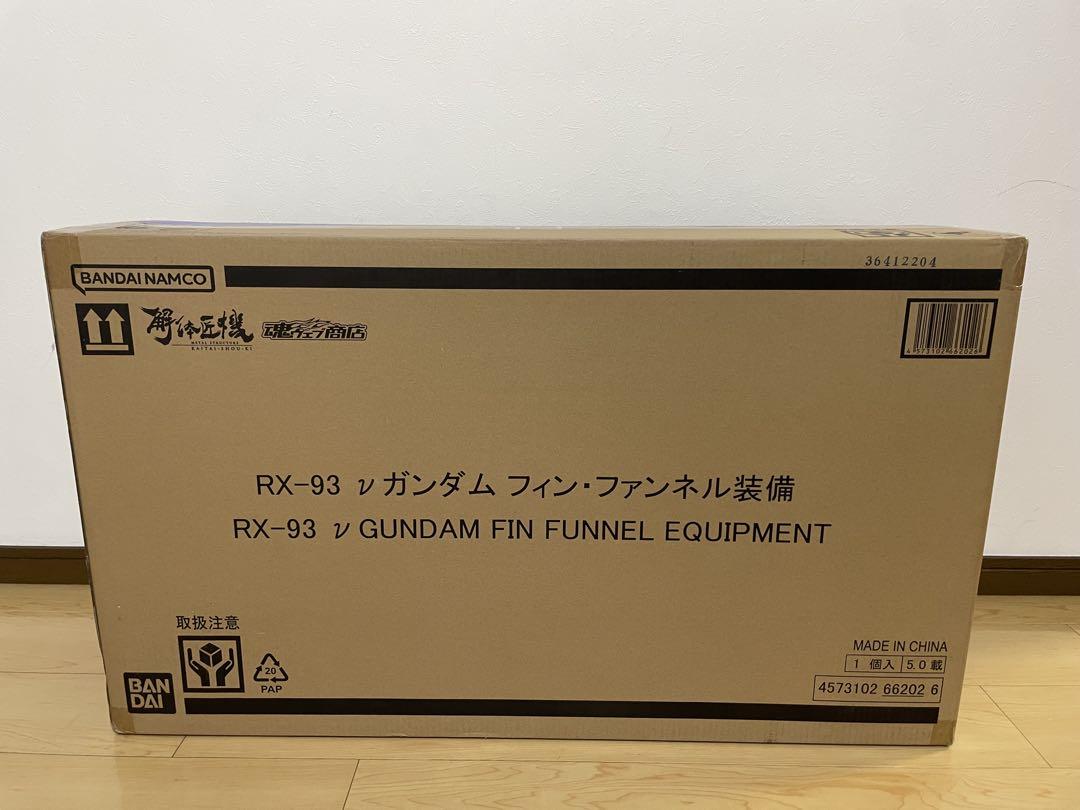 36412204
BANDAI NAMCO
解体匠機
METAL STRUCTURE
KAITAI-SHOU-KI
魂ウェブ商店
4 573102 662026
RX-93 ν ガンダム フィン・ファンネル装備
RX-93 ν GUNDAM FIN FUNNEL EQUIPMENT
取扱注意
20
PAP
BAN
DAI
MADE IN CHINA
1 個入 5.0 載
4573102 66202 6